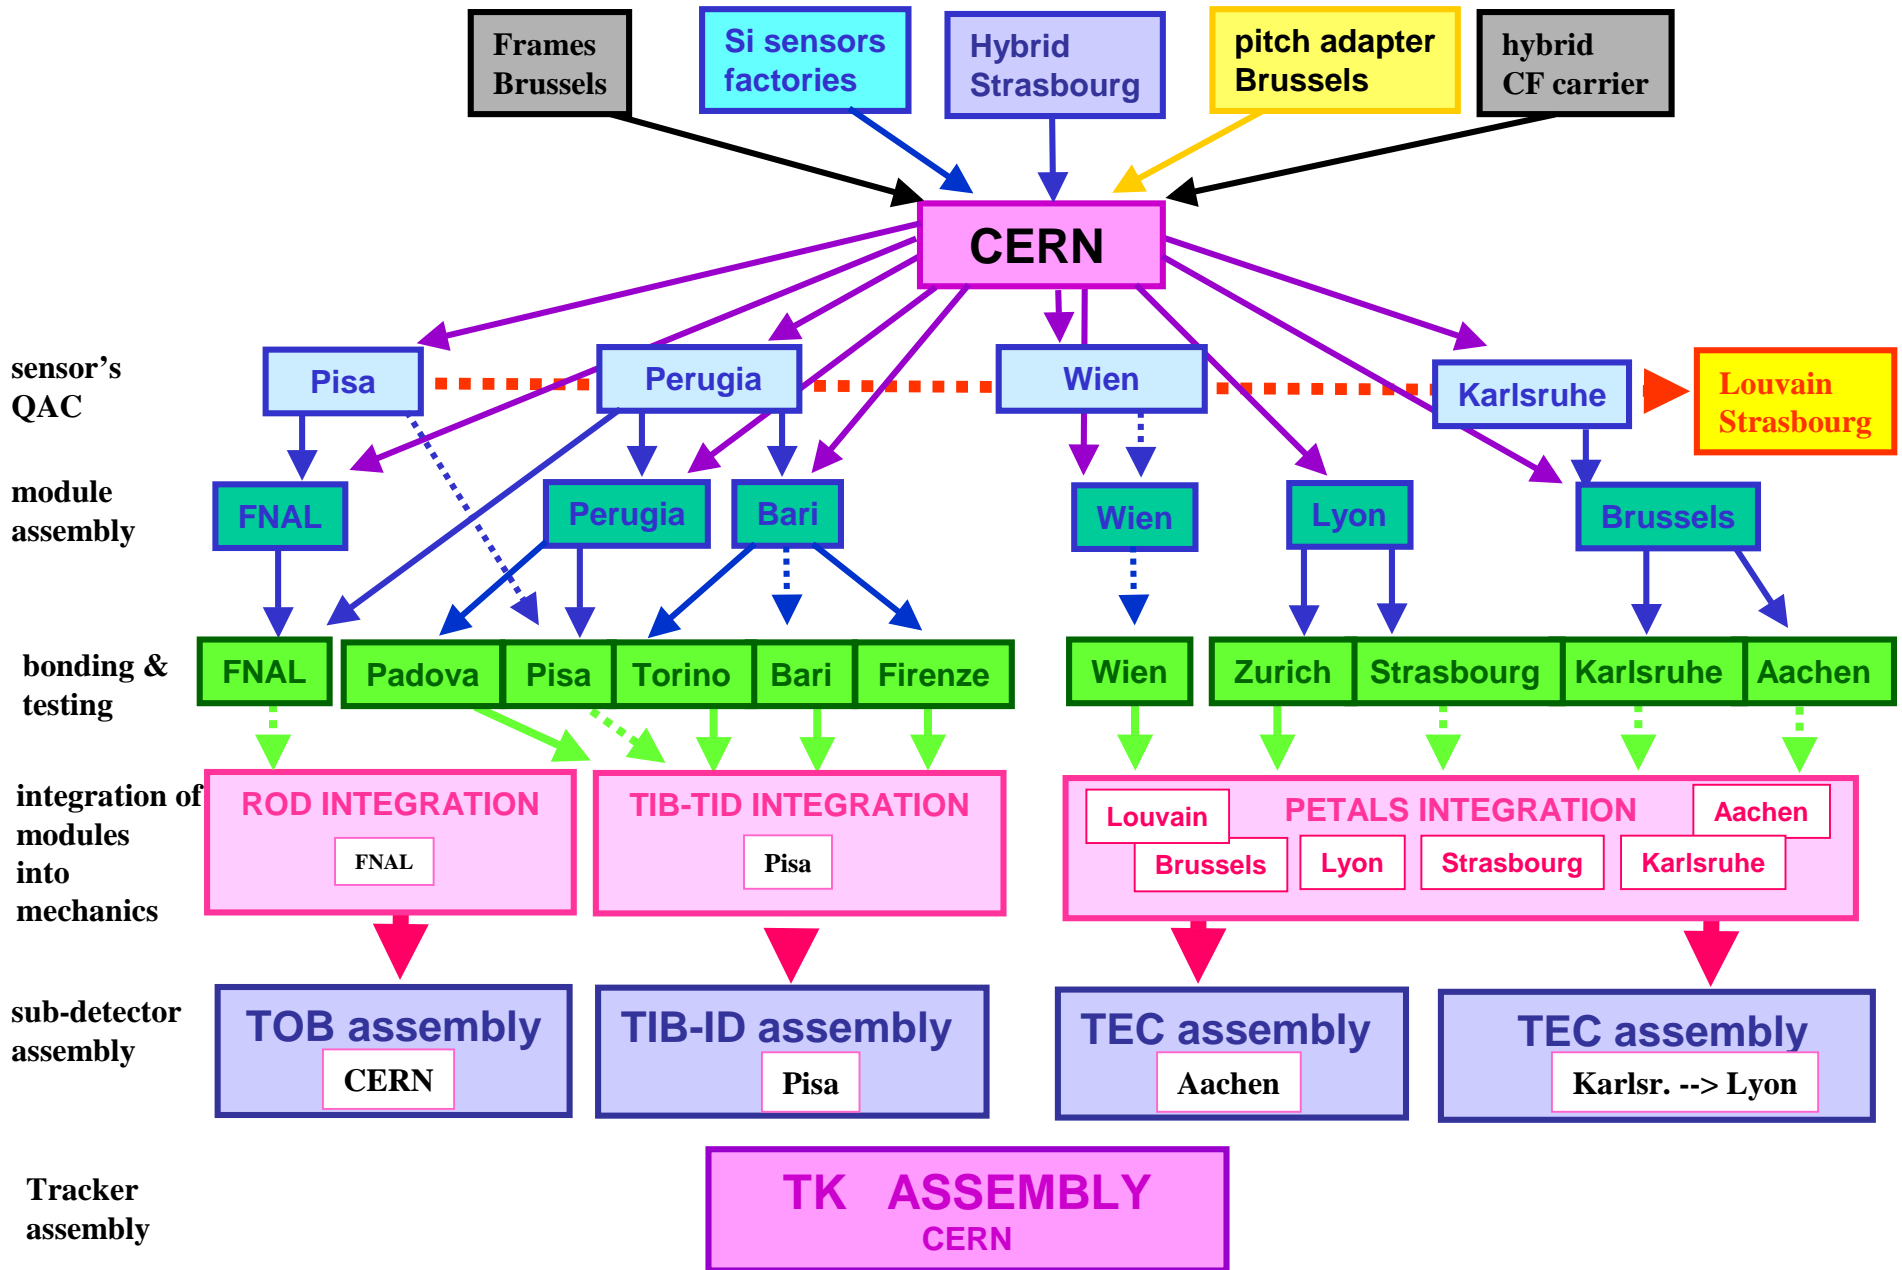 Frames
Brussels
Si sensors
factories
Hybrid
Strasbourg
pitch adapter
Brussels
hybrid
CF carrier
CERN
sensor's
QAC
Pisa
Perugia
Wien
Karlsruhe
Louvain
Strasbourg
module
assembly
FNAL
Perugia
Bari
Wien
Lyon
Brussels
bonding &
testing
FNAL
Padova
Pisa
Torino
Bari
Firenze
Wien
Zurich
Strasbourg
Karlsruhe
Aachen
integration of
modules
into
mechanics
ROD INTEGRATION
FNAL
TIB-TID INTEGRATION
Pisa
PETALS INTEGRATION
Louvain
Aachen
Brussels
Lyon
Strasbourg
Karlsruhe
sub-detector
assembly
TOB assembly
CERN
TIB-ID assembly
Pisa
TEC assembly
Aachen
TEC assembly
Karlsr. --> Lyon
Tracker
assembly
TK ASSEMBLY
CERN